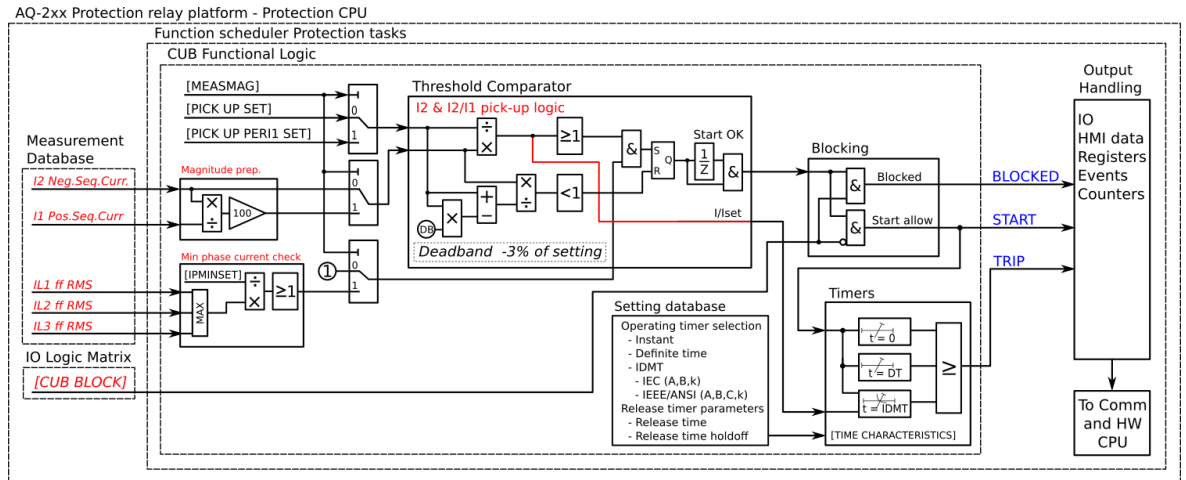 AQ-2xx Protection relay platform - Protection CPU
Function scheduler Protection tasks
CUB Functional Logic
[MEASMAG]
[PICK UP SET]
[PICK UP PERI1 SET]
0
1
Threshold Comparator
I2 & I2/I1 pick-up logic
÷
×
≥1
&
S
R
Q
Start OK
1
Z
&
×
÷
<1
+
−
×
DB
I/Iset
Deadband -3% of setting
Measurement
Database
I2 Neg.Seq.Curr.
I1 Pos.Seq.Curr
IL1 ff RMS
IL2 ff RMS
IL3 ff RMS
Magnitude prep.
×
÷
100
0
1
Min phase current check
[IPMINSET]
MAX
÷
×
≥1
1
0
1
IO Logic Matrix
[CUB BLOCK]
Blocking
&
Blocked
&
Start allow
BLOCKED
START
TRIP
Setting database
Operating timer selection
- Instant
- Definite time
- IDMT
- IEC (A,B,k)
- IEEE/ANSI (A,B,C,k)
Release timer parameters
- Release time
- Release time holdoff
Timers
t = 0
t = DT
t = IDMT
≥1
[TIME CHARACTERISTICS]
Output
Handling
IO
HMI data
Registers
Events
Counters
To Comm
and HW
CPU